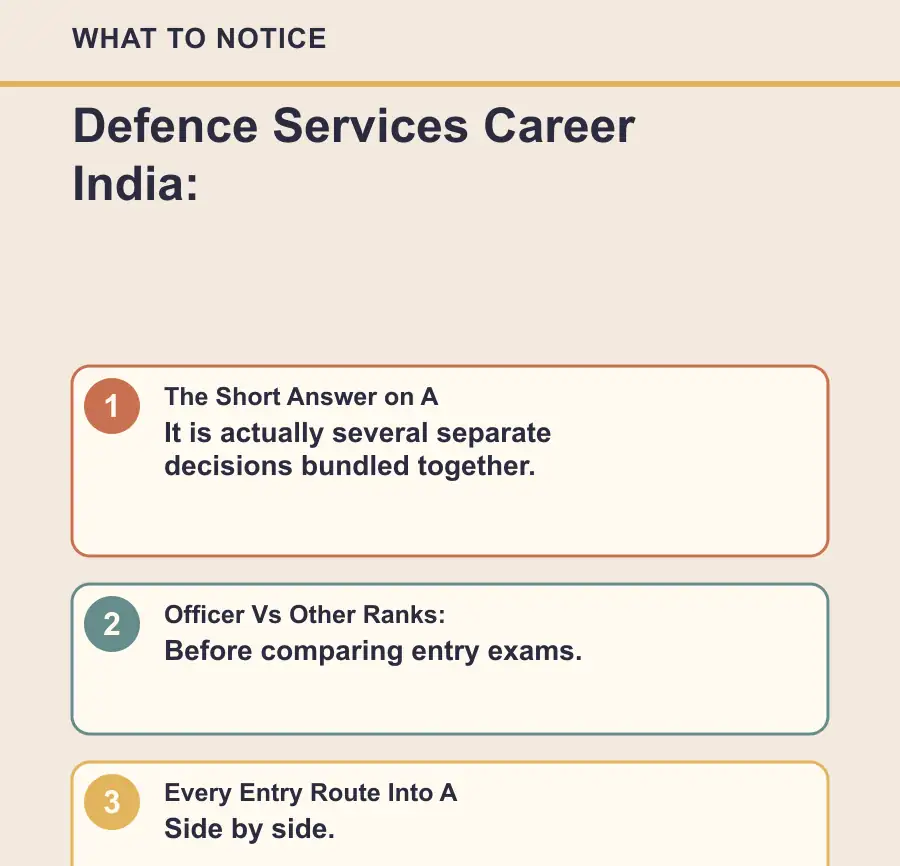 WHAT TO NOTICE
Defence Services Career
India:
1
The Short Answer on A
It is actually several separate
decisions bundled together.
2
Officer Vs Other Ranks:
Before comparing entry exams.
3
Every Entry Route Into A
Side by side.